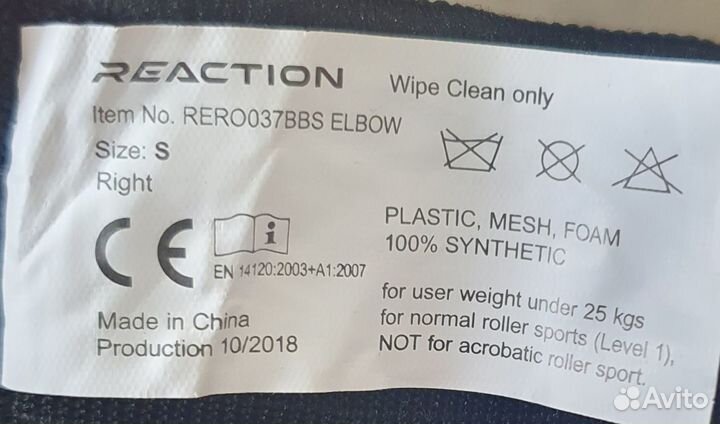 REACTION
Item No. RERO037BBS ELBOW
Size: S
Right
CE
i
EN 14120:2003+A1:2007
Made in China
Production 10/2018
Wipe Clean only
PLASTIC, MESH, FOAM
100% SYNTHETIC
for user weight under 25 kgs
for normal roller sports (Level 1),
NOT for acrobatic roller sport.
Avito